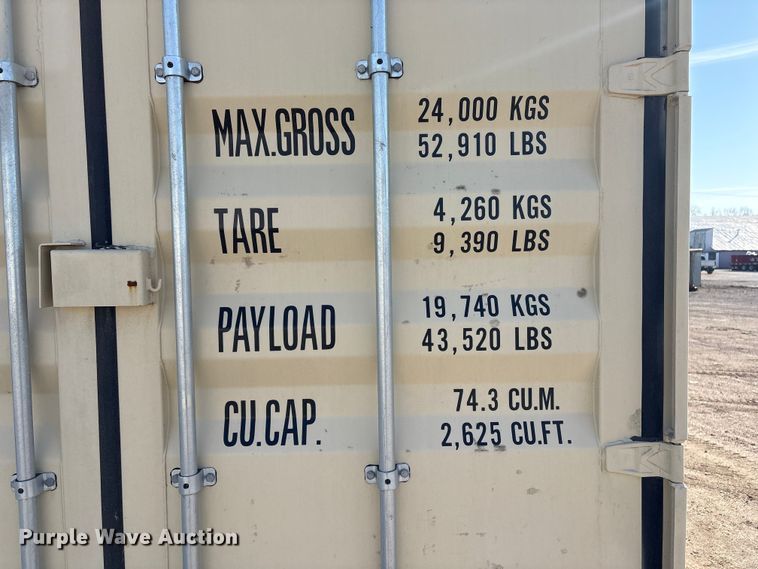 MAX.GROSS 24,000 KGS
52,910 LBS
TARE 4,260 KGS
9,390 LBS
PAYLOAD 19,740 KGS
43,520 LBS
CU.CAP. 74.3 CU.M.
2,625 CU.FT.
Purple Wave Auction